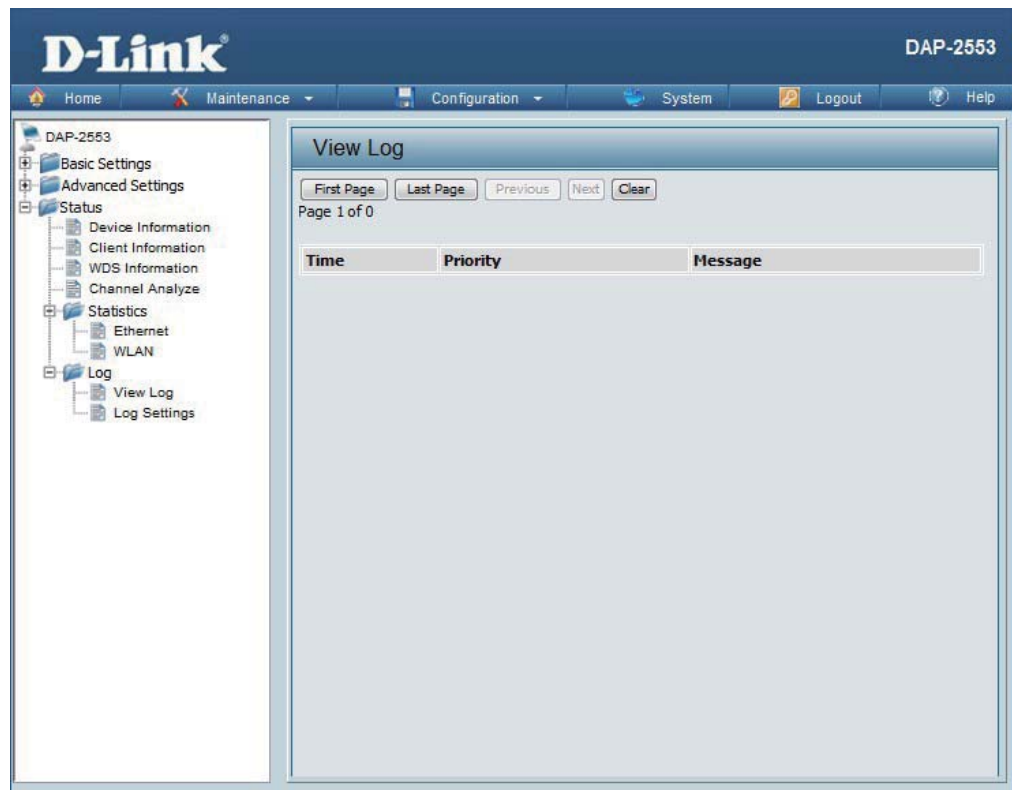 D-Link®
DAP-2553
Home Maintenance Configuration System Logout Help
DAP-2553
Basic Settings
Advanced Settings
Status
Device Information
Client Information
WDS Information
Channel Analyze
Statistics
Ethernet
WLAN
Log
View Log
Log Settings
View Log
First Page Last Page Previous Next Clear
Page 1 of 0
Time Priority Message